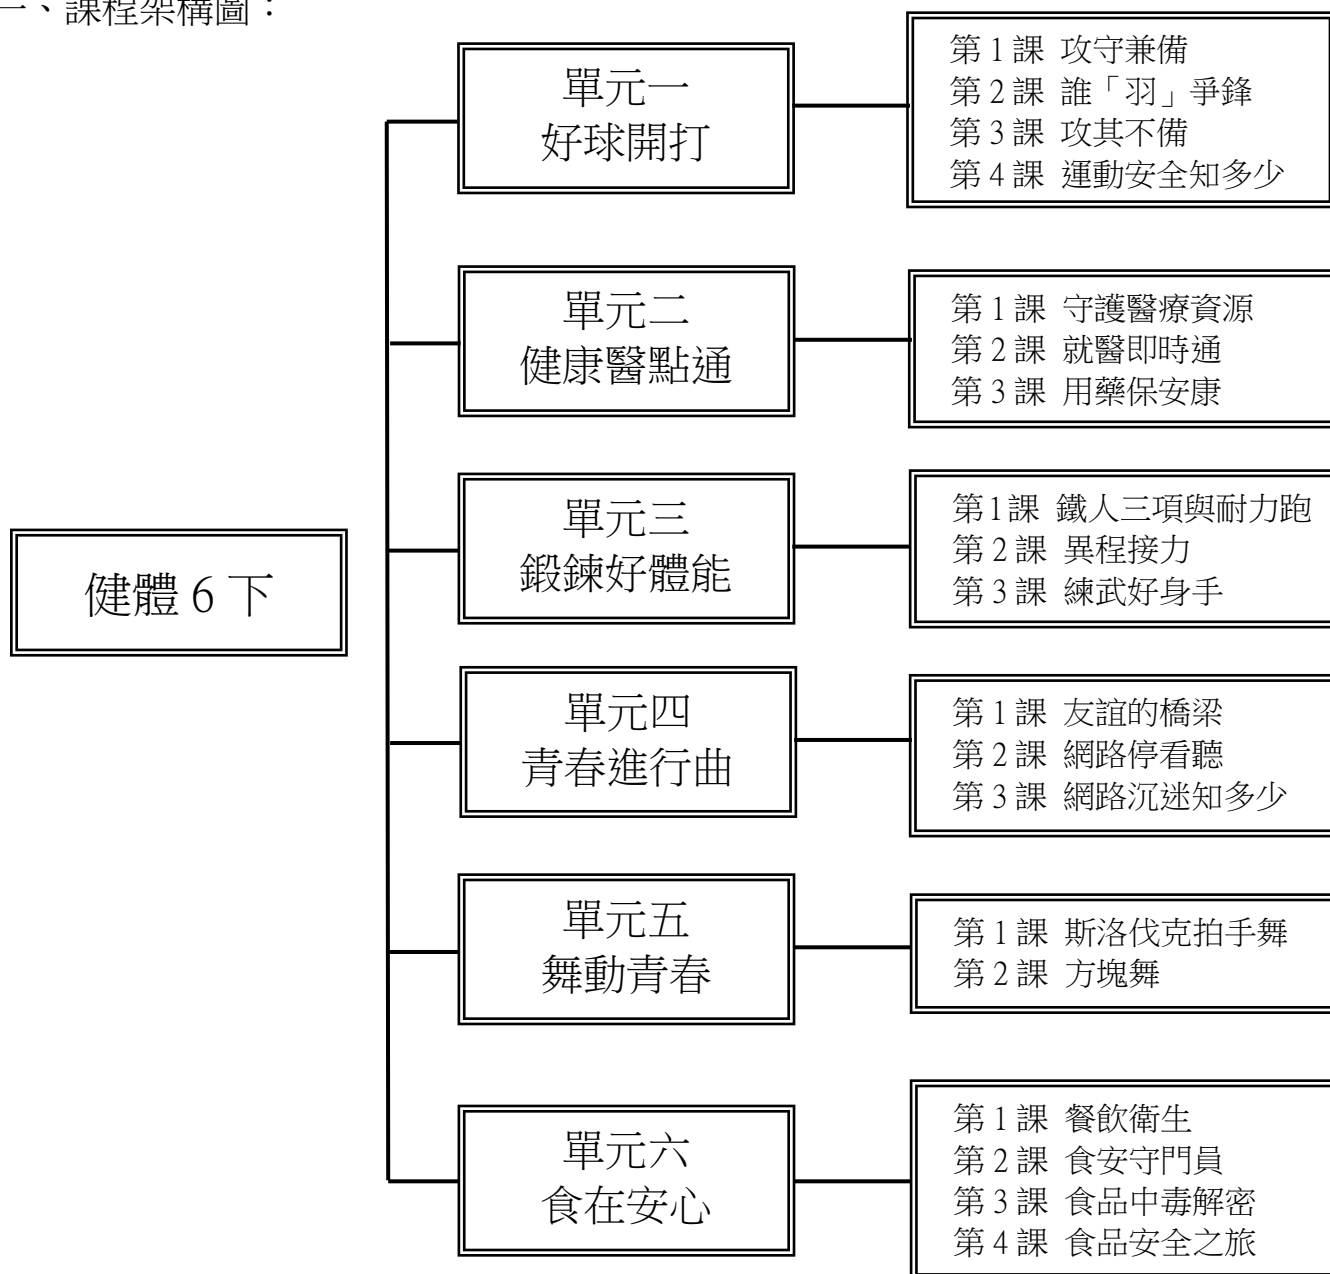 一、課程架構圖：
健體 6 下
單元一
好球開打
第 1 課 攻守兼備
第 2 課 誰「羽」爭鋒
第 3 課 攻其不備
第 4 課 運動安全知多少
單元二
健康醫點通
第 1 課 守護醫療資源
第 2 課 就醫即時通
第 3 課 用藥保安康
單元三
鍛鍊好體能
第 1 課 鐵人三項與耐力跑
第 2 課 異程接力
第 3 課 練武好身手
單元四
青春進行曲
第 1 課 友誼的橋梁
第 2 課 網路停看聽
第 3 課 網路沉迷知多少
單元五
舞動青春
第 1 課 斯洛伐克拍手舞
第 2 課 方塊舞
單元六
食在安心
第 1 課 餐飲衛生
第 2 課 食安守門員
第 3 課 食品中毒解密
第 4 課 食品安全之旅